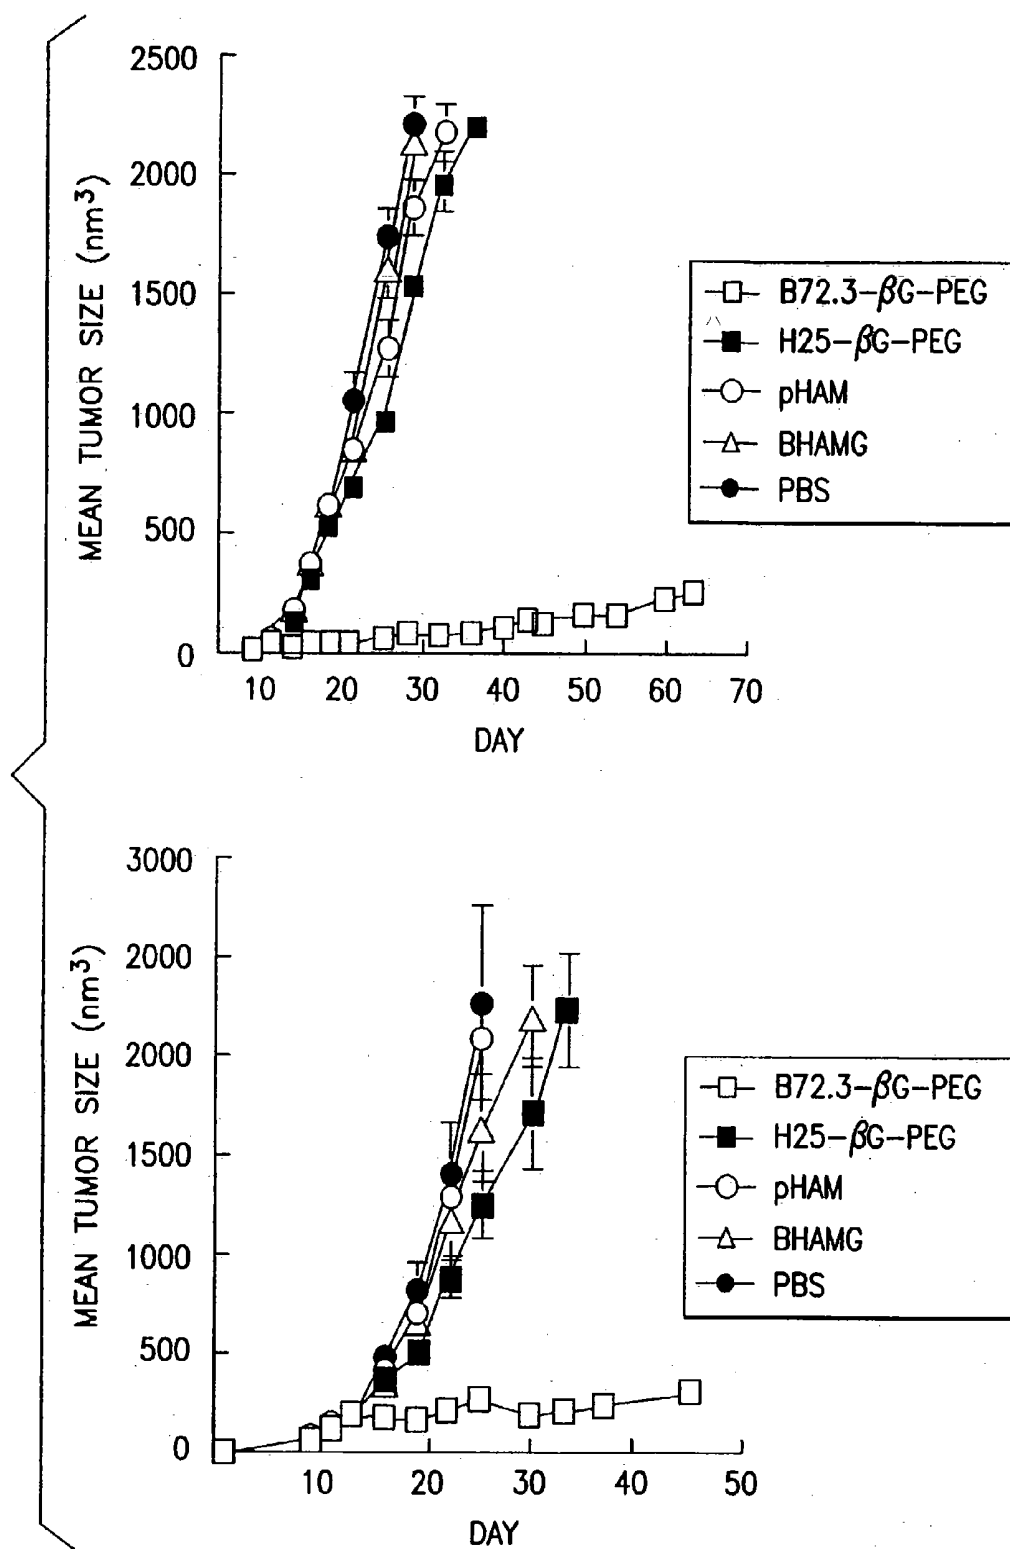 2500
2000
1500
1000
500
0
MEAN TUMOR SIZE (nm³)
10 20 30 40 50 60 70
DAY
B72.3-βG-PEG
H25-βG-PEG
pHAM
BHAMG
PBS
3000
2000
2000
1500
1000
500
0
MEAN TUMOR SIZE (nm³)
10 20 30 40 50
DAY
B72.3-βG-PEG
H25-βG-PEG
pHAM
BHAMG
PBS